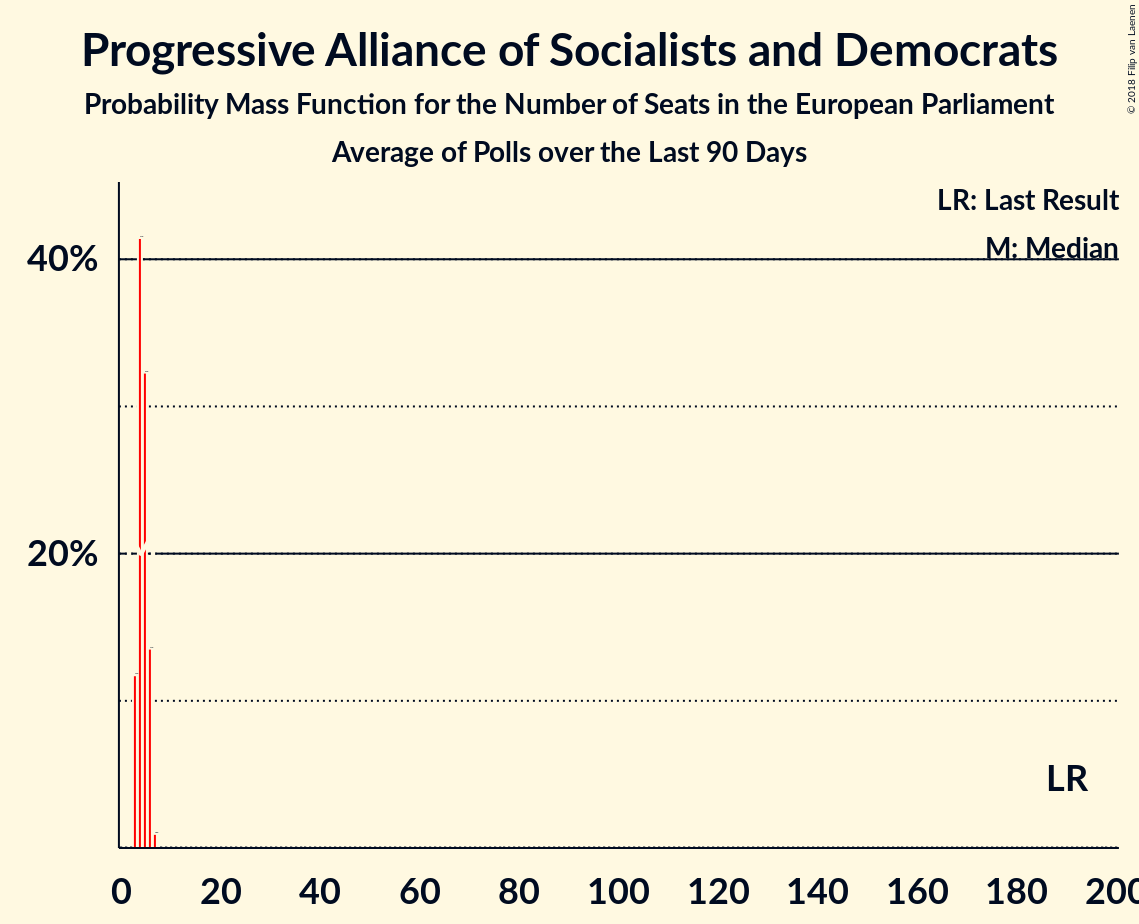 Progressive Alliance of Socialists and Democrats
Probability Mass Function for the Number of Seats in the European Parliament
Average of Polls over the Last 90 Days
© 2018 Filip van Laenen
LR: Last Result
M: Median
40%
20%
LR
0 20 40 60 80 100 120 140 160 180 200